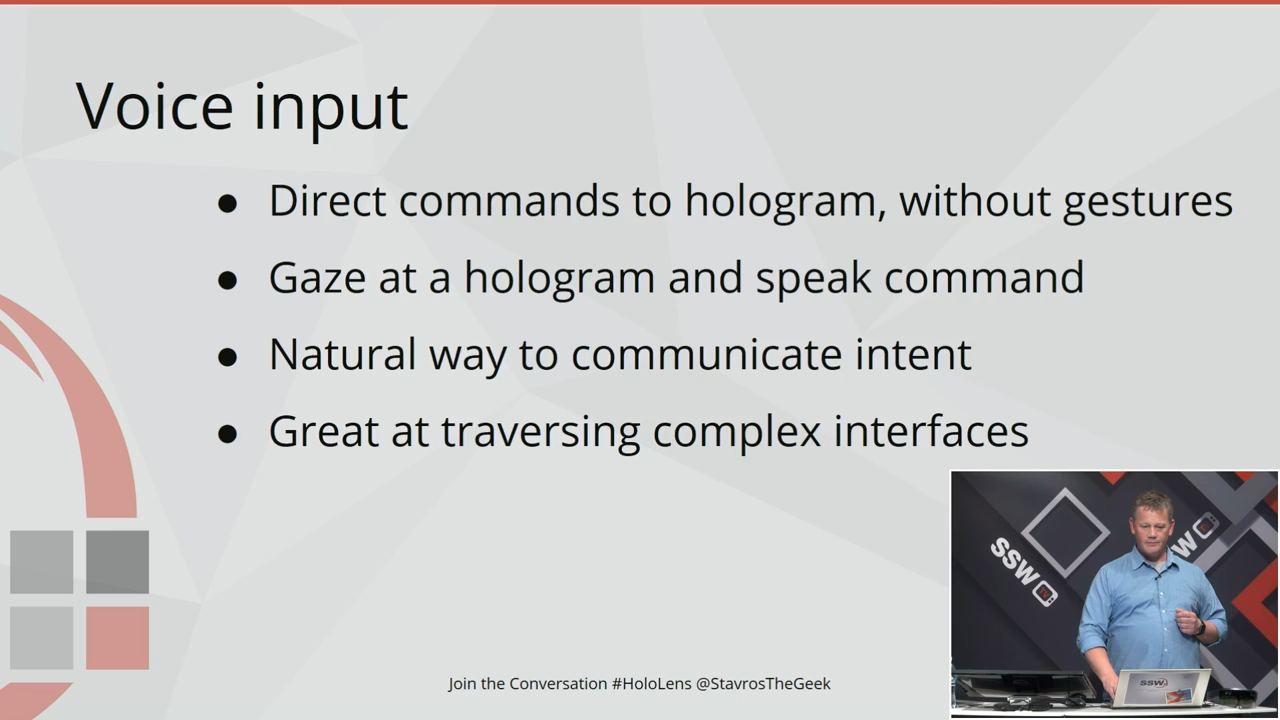 Voice input
● Direct commands to hologram, without gestures
● Gaze at a hologram and speak command
● Natural way to communicate intent
● Great at traversing complex interfaces
SSW
W
SSW
Join the Conversation #HoloLens @StavrosTheGeek